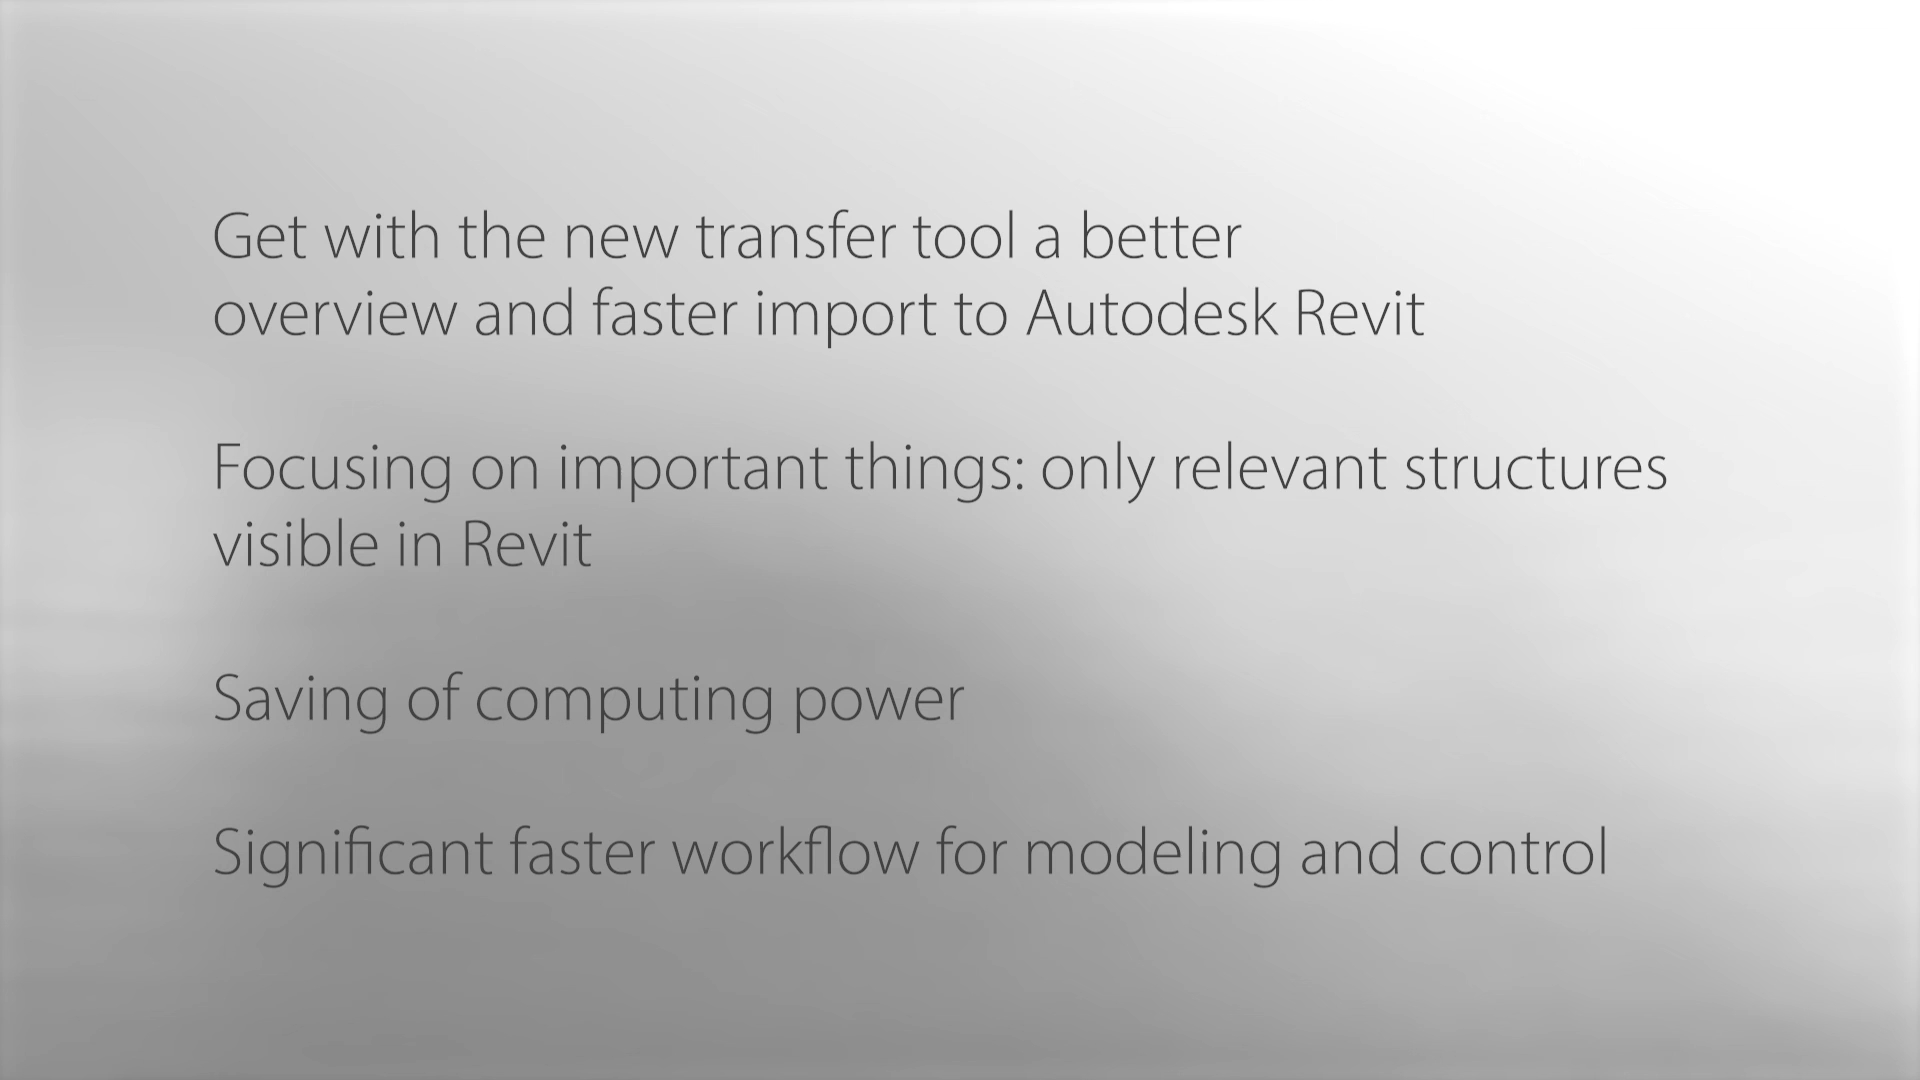 Get with the new transfer tool a better
overview and faster import to Autodesk Revit
Focusing on important things: only relevant structures
visible in Revit
Saving of computing power
Significant faster workflow for modeling and control